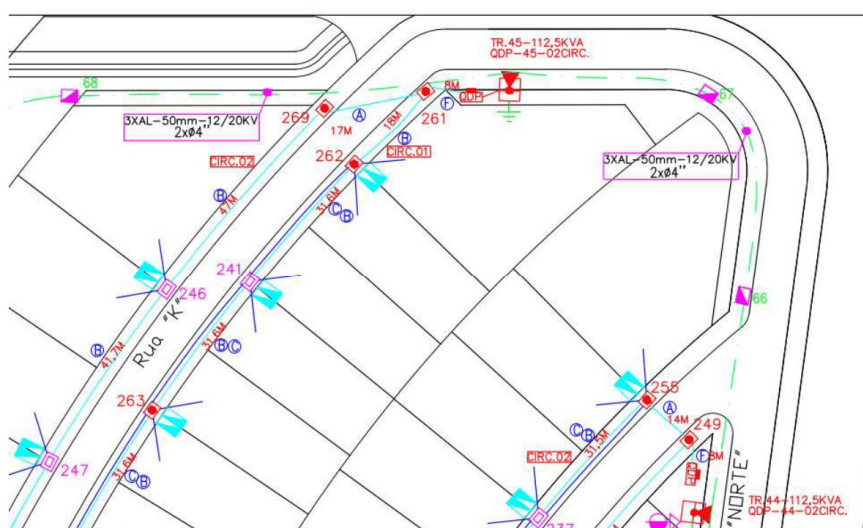 TR.45-112,5KVA
QDP-45-02CIRC.
68
8M
QDP
67
269
A
F
261
3XAL-50mm-12/20KV
2xø4"
17M
18M
B
CIRC.02
262
CIRC.01
3XAL-50mm-12/20KV
2xø4"
B
47M
31,6M
C
B
241
246
66
Rua "K"
31,6M
B C
B
41,7M
255
263
A
14M
249
C B
31,5M
247
31,6M
C
B
CIRC.02
F
8M
QDP
"NORTE"
TR.44-112,5KVA
QDP-44-02CIRC.